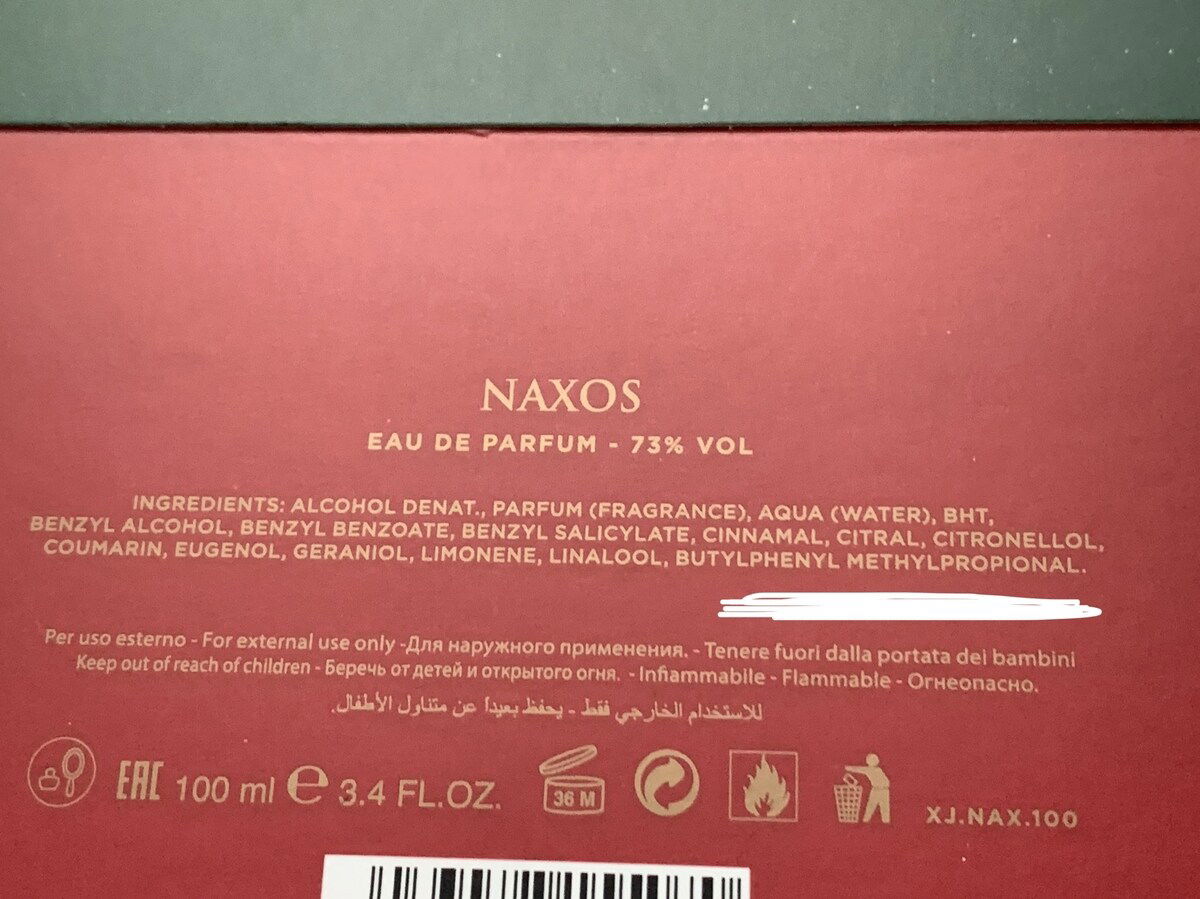 NAXOS
EAU DE PARFUM - 73% VOL
INGREDIENTS: ALCOHOL DENAT., PARFUM (FRAGRANCE), AQUA (WATER), BHT,
BENZYL ALCOHOL, BENZYL BENZOATE, BENZYL SALICYLATE, CINNAMAL, CITRAL, CITRONELLOL,
COUMARIN, EUGENOL, GERANIOL, LIMONENE, LINALOOL, BUTYLPHENYL METHYLPROPIONAL.
Per uso esterno - For external use only -Для наружного применения. - Tenere fuori dalla portata dei bambini
Keep out of reach of children - Беречь от детей и открытого огня. - Infiammabile - Flammable - Огнеопасно.
للاستخدام الخارجي فقط - يحفظ بعيداً عن متناول الأطفال.
EAC 100 ml ℮ 3.4 FL.OZ. 36 M XJ.NAX.100